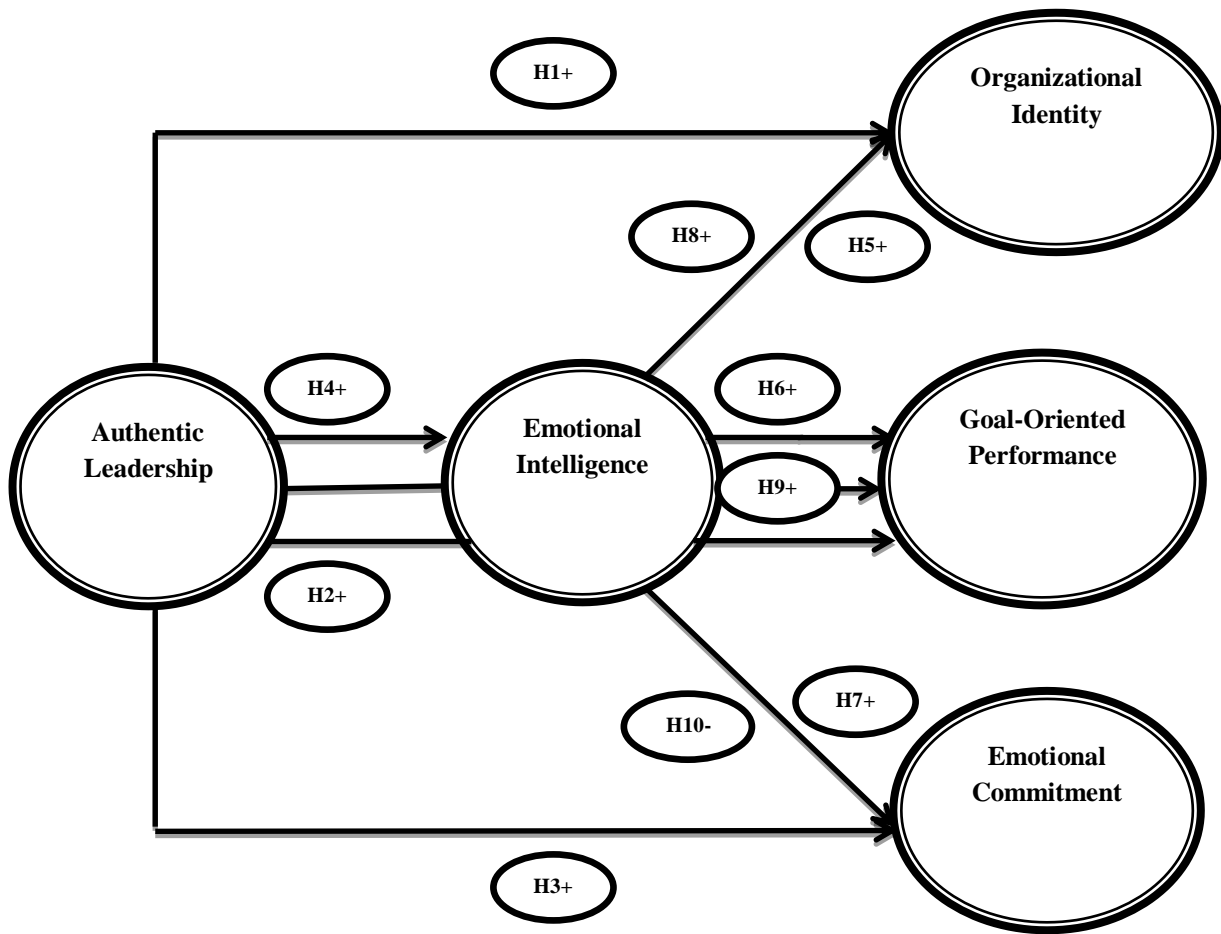 H1+
Organizational
Identity
H8+
H5+
H4+
H6+
Authentic
Leadership
Emotional
Intelligence
Goal-Oriented
Performance
H9+
H2+
H7+
H10-
Emotional
Commitment
H3+